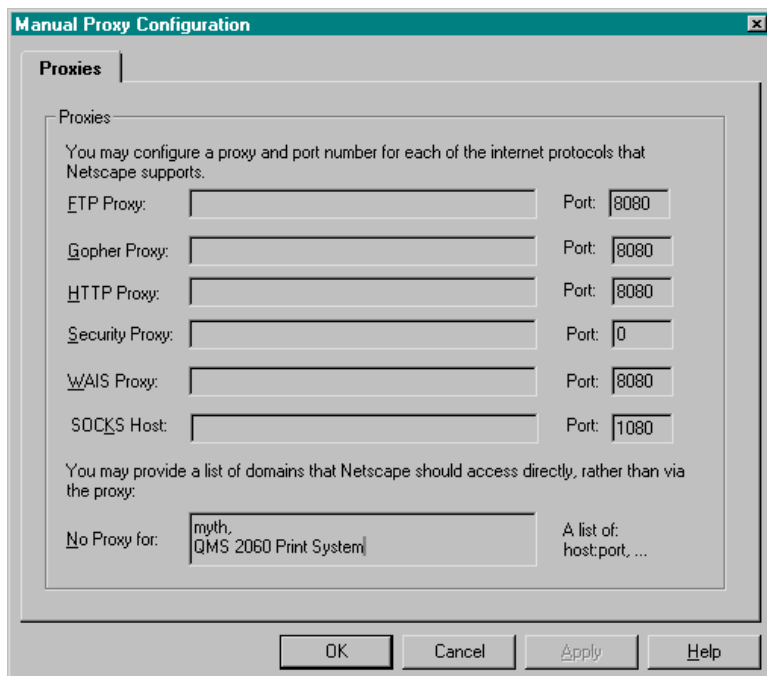 Manual Proxy Configuration
Proxies
Proxies
You may configure a proxy and port number for each of the internet protocols that
Netscape supports.
FTP Proxy: Port: 8080
Gopher Proxy: Port: 8080
HTTP Proxy: Port: 8080
Security Proxy: Port: 0
WAIS Proxy: Port: 8080
SOCKS Host: Port: 1080
You may provide a list of domains that Netscape should access directly, rather than via
the proxy:
No Proxy for:
myth,
QMS 2060 Print System
A list of:
host:port, ...
OK Cancel Apply Help